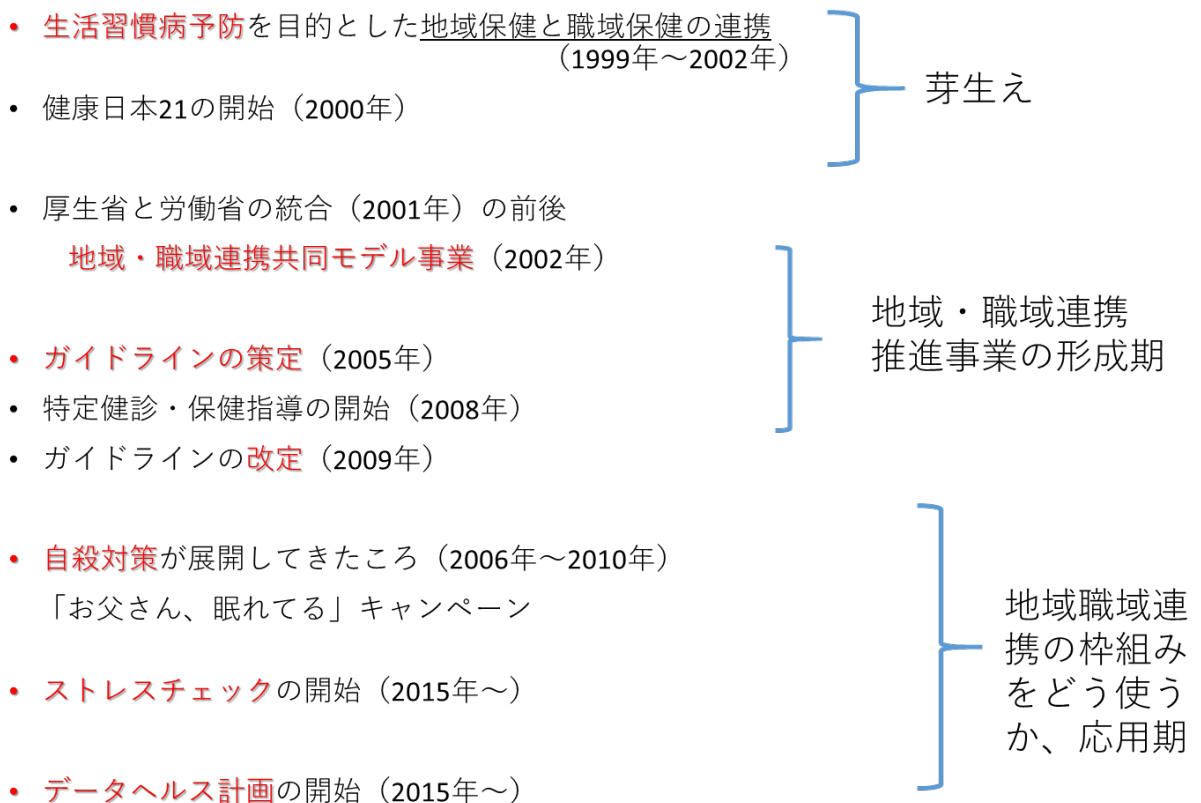 • 生活習慣病予防を目的とした地域保健と職域保健の連携
（1999年～2002年）
• 健康日本21の開始（2000年）
芽生え
• 厚生省と労働省の統合（2001年）の前後
地域・職域連携共同モデル事業（2002年）
• ガイドラインの策定（2005年）
• 特定健診・保健指導の開始（2008年）
• ガイドラインの改定（2009年）
地域・職域連携
推進事業の形成期
• 自殺対策が展開してきたころ（2006年～2010年）
「お父さん、眠れてる」キャンペーン
• ストレスチェックの開始（2015年～）
• データヘルス計画の開始（2015年～）
地域職域連
携の枠組み
をどう使う
か、応用期